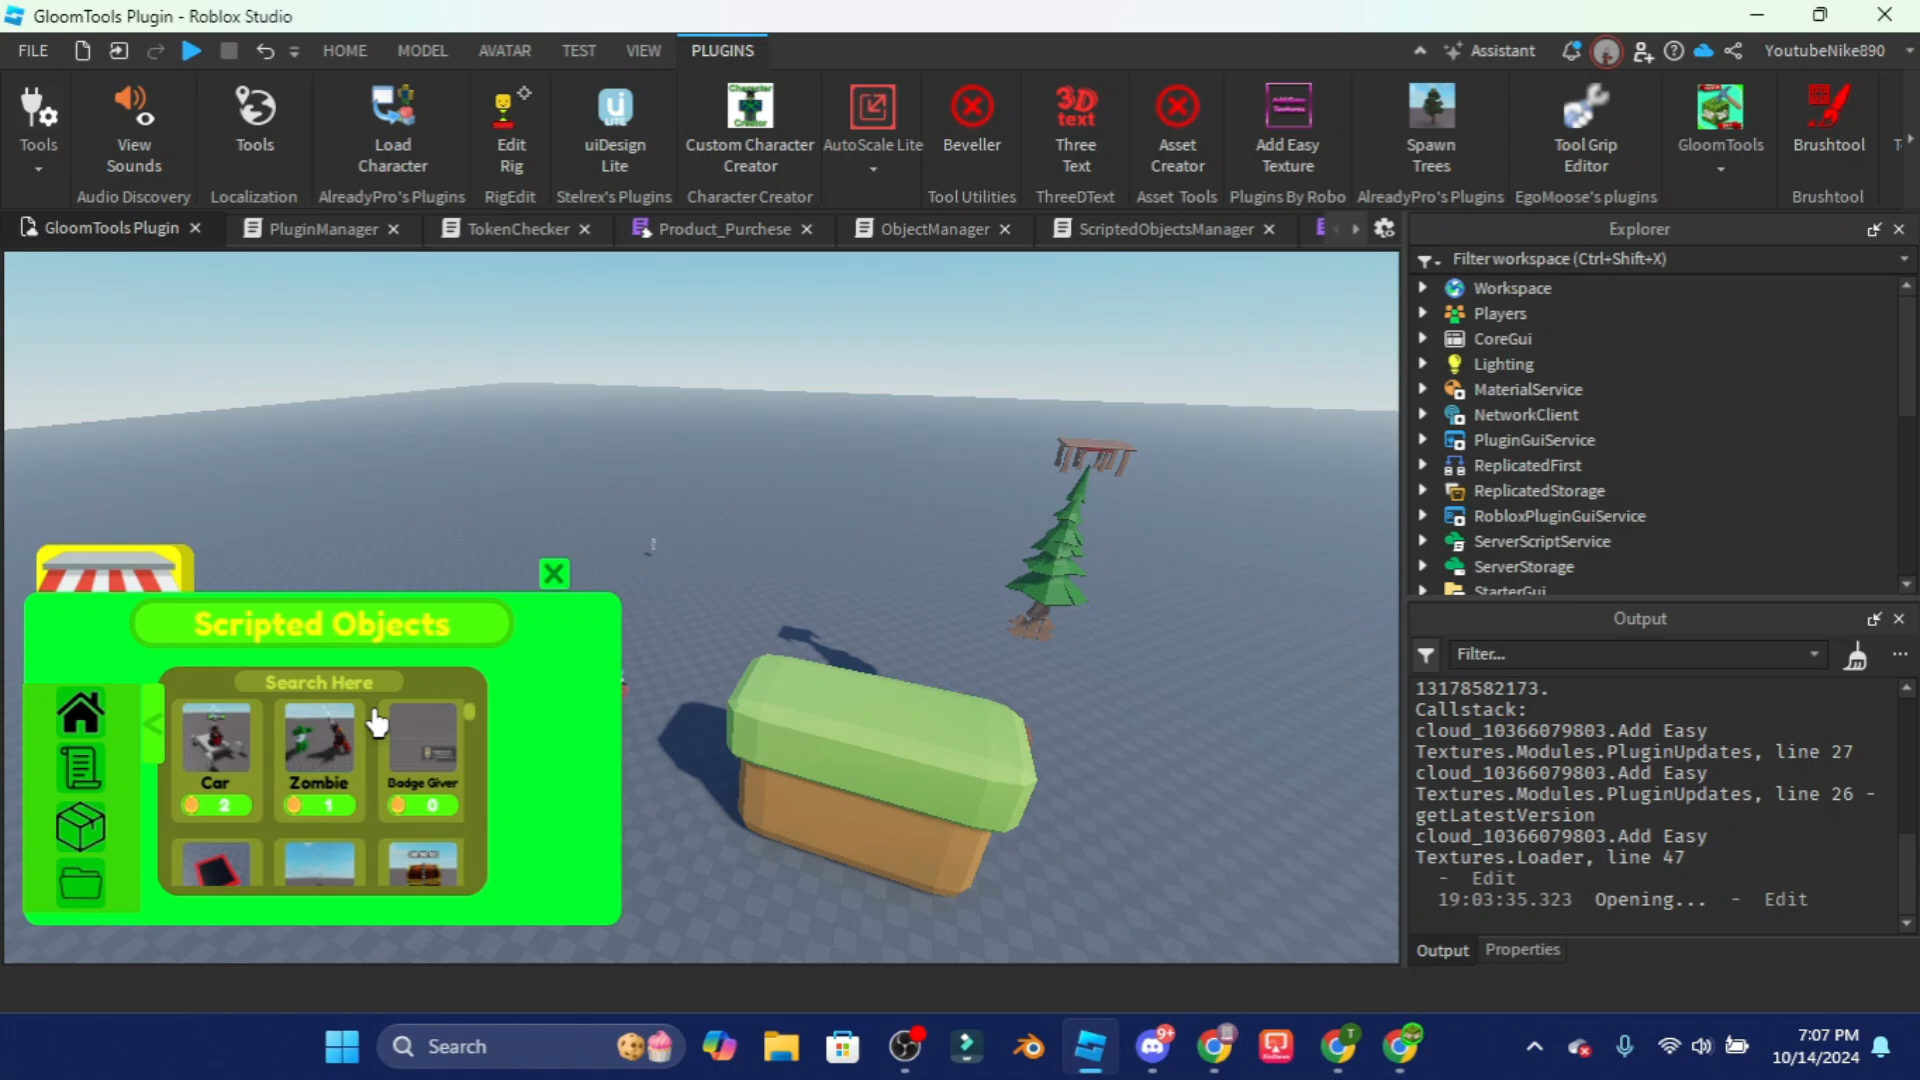 GloomTools Plugin - Roblox Studio
FILE
HOME
MODEL
AVATAR
TEST
VIEW
PLUGINS
Assistant
YoutubeNike890
Tools
View
Sounds
Tools
Load
Character
Edit
Rig
uiDesign
Lite
Custom Character
Creator
AutoScale Lite
Beveller
3D
text
Three
Text
Asset
Creator
Add Easy
Texture
Spawn
Trees
Tool Grip
Editor
GloomTools
Brushtool
Audio Discovery
Localization
AlreadyPro's Plugins
RigEdit
Stelrex's Plugins
Character Creator
Tool Utilities
ThreeDText
Asset Tools
Plugins By Robo
AlreadyPro's Plugins
EgoMoose's plugins
Brushtool
GloomTools Plugin
PluginManager
TokenChecker
Product_Purchese
ObjectManager
ScriptedObjectsManager
Explorer
Filter workspace (Ctrl+Shift+X)
Workspace
Players
CoreGui
Lighting
MaterialService
NetworkClient
PluginGuiService
ReplicatedFirst
ReplicatedStorage
RobloxPluginGuiService
ServerScriptService
ServerStorage
StarterGui
Output
Filter...
13178582173.
Callstack:
cloud_10366079803.Add Easy
Textures.Modules.PluginUpdates, line 27
cloud_10366079803.Add Easy
Textures.Modules.PluginUpdates, line 26 -
getLatestVersion
cloud_10366079803.Add Easy
Textures.Loader, line 47
- Edit
19:03:35.323 Opening... - Edit
Output
Properties
X
Scripted Objects
Search Here
<
Car
2
Zombie
1
Badge Giver
0
Search
9+
7:07 PM
10/14/2024